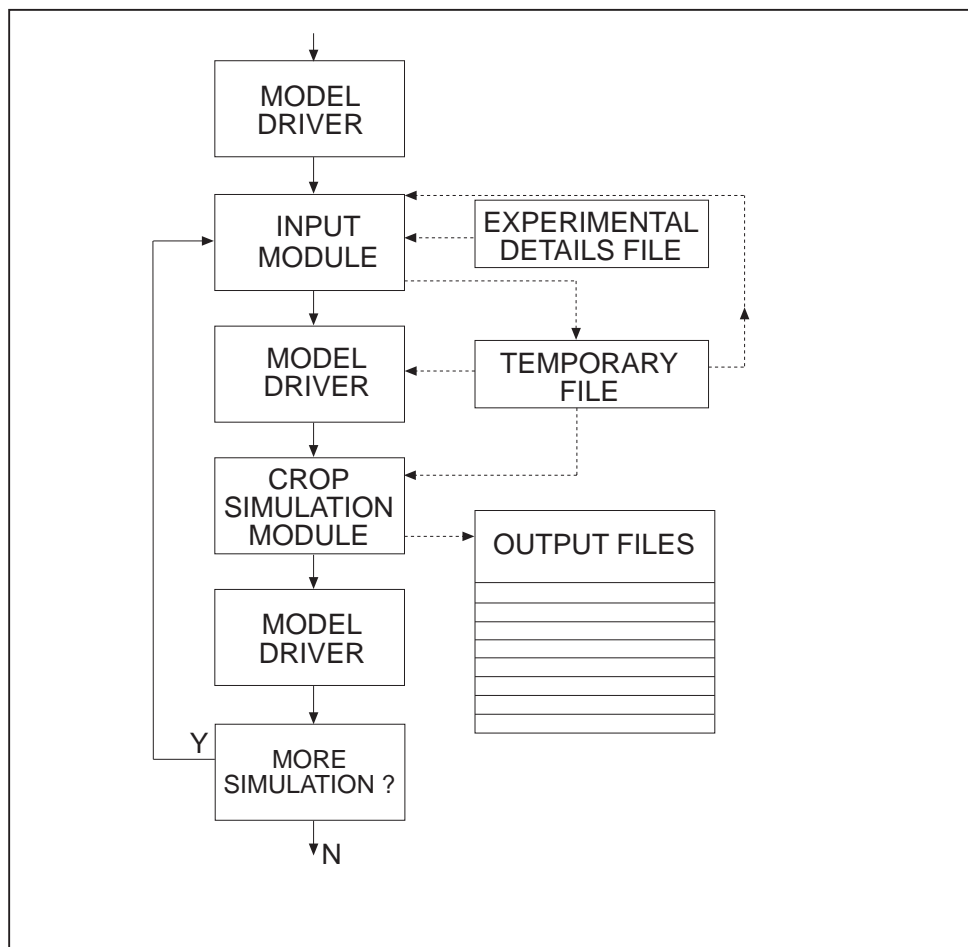 MODEL
DRIVER
INPUT
MODULE
EXPERIMENTAL
DETAILS FILE
MODEL
DRIVER
TEMPORARY
FILE
CROP
SIMULATION
MODULE
OUTPUT FILES
MODEL
DRIVER
Y
MORE
SIMULATION ?
N